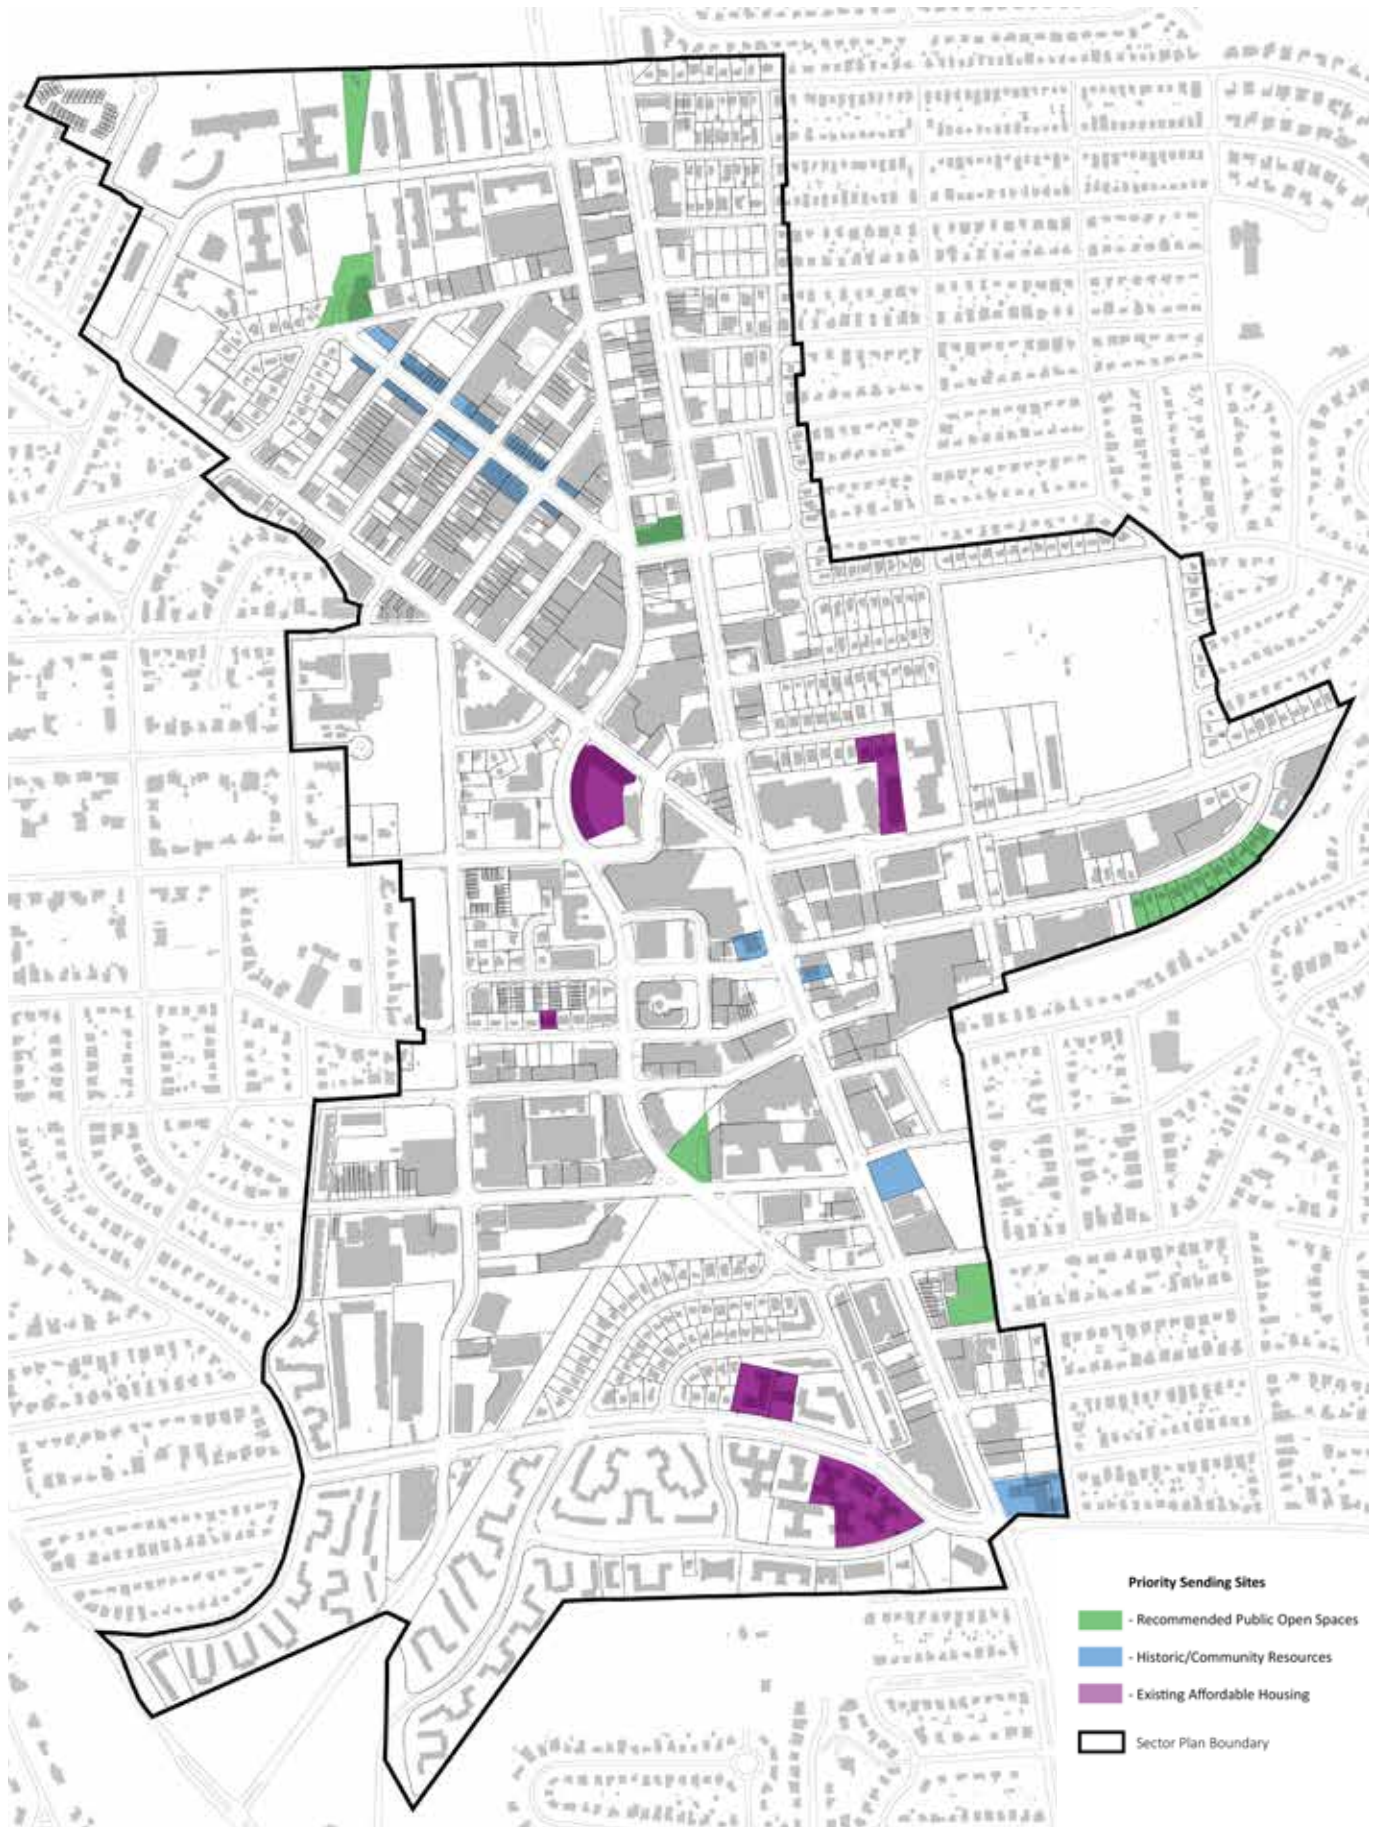 Priority Sending Sites
- Recommended Public Open Spaces
- Historic/Community Resources
- Existing Affordable Housing
Sector Plan Boundary